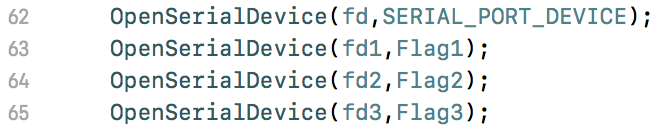 62 OpenSerialDevice(fd,SERIAL_PORT_DEVICE);
63 OpenSerialDevice(fd1,Flag1);
64 OpenSerialDevice(fd2,Flag2);
65 OpenSerialDevice(fd3,Flag3);